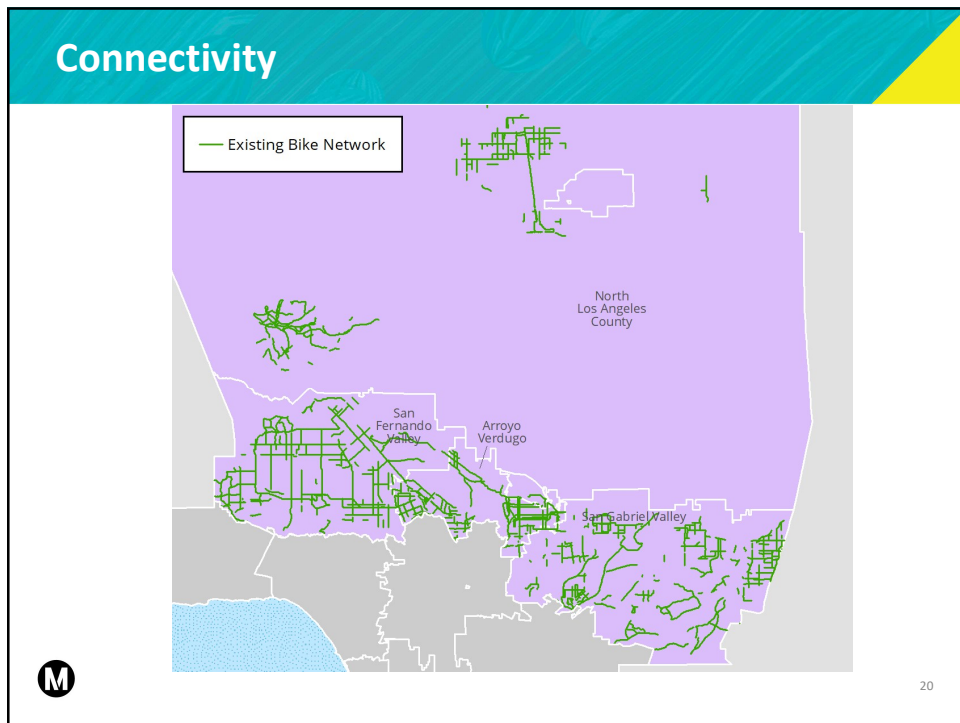 Connectivity
Existing Bike Network
North
Los Angeles
County
San
Fernando
Valley
Arroyo
Verdugo
San Gabriel Valley
M
20